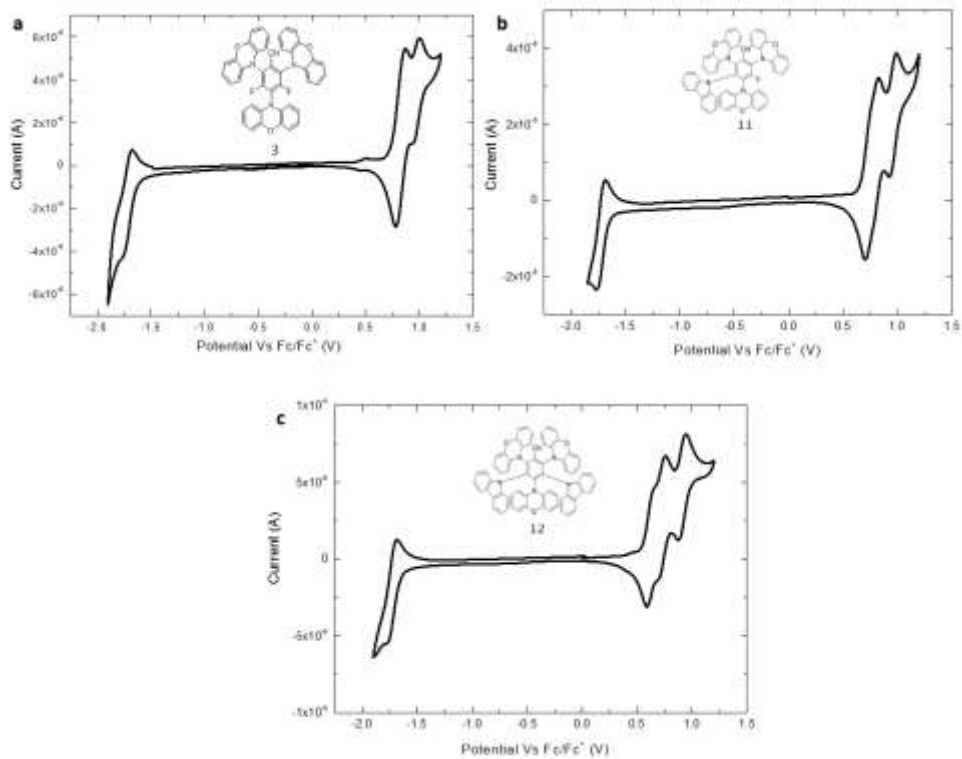 a
6x10⁻⁶
4x10⁻⁶
2x10⁻⁶
0
-2x10⁻⁶
-4x10⁻⁶
-6x10⁻⁶
Current (A)
3
-2.0 -1.5 -1.0 -0.5 0.0 0.5 1.0 1.5
Potential Vs Fc/Fc⁺ (V)
b
4x10⁻⁶
2x10⁻⁶
0
-2x10⁻⁶
Current (A)
11
-2.0 -1.5 -1.0 -0.5 0.0 0.5 1.0 1.5
Potential Vs Fc/Fc⁺ (V)
c
5x10⁻⁶
0
-5x10⁻⁶
Current (A)
12
-2.0 -1.5 -1.0 -0.5 0.0 0.5 1.0 1.5
Potential Vs Fc/Fc⁺ (V)